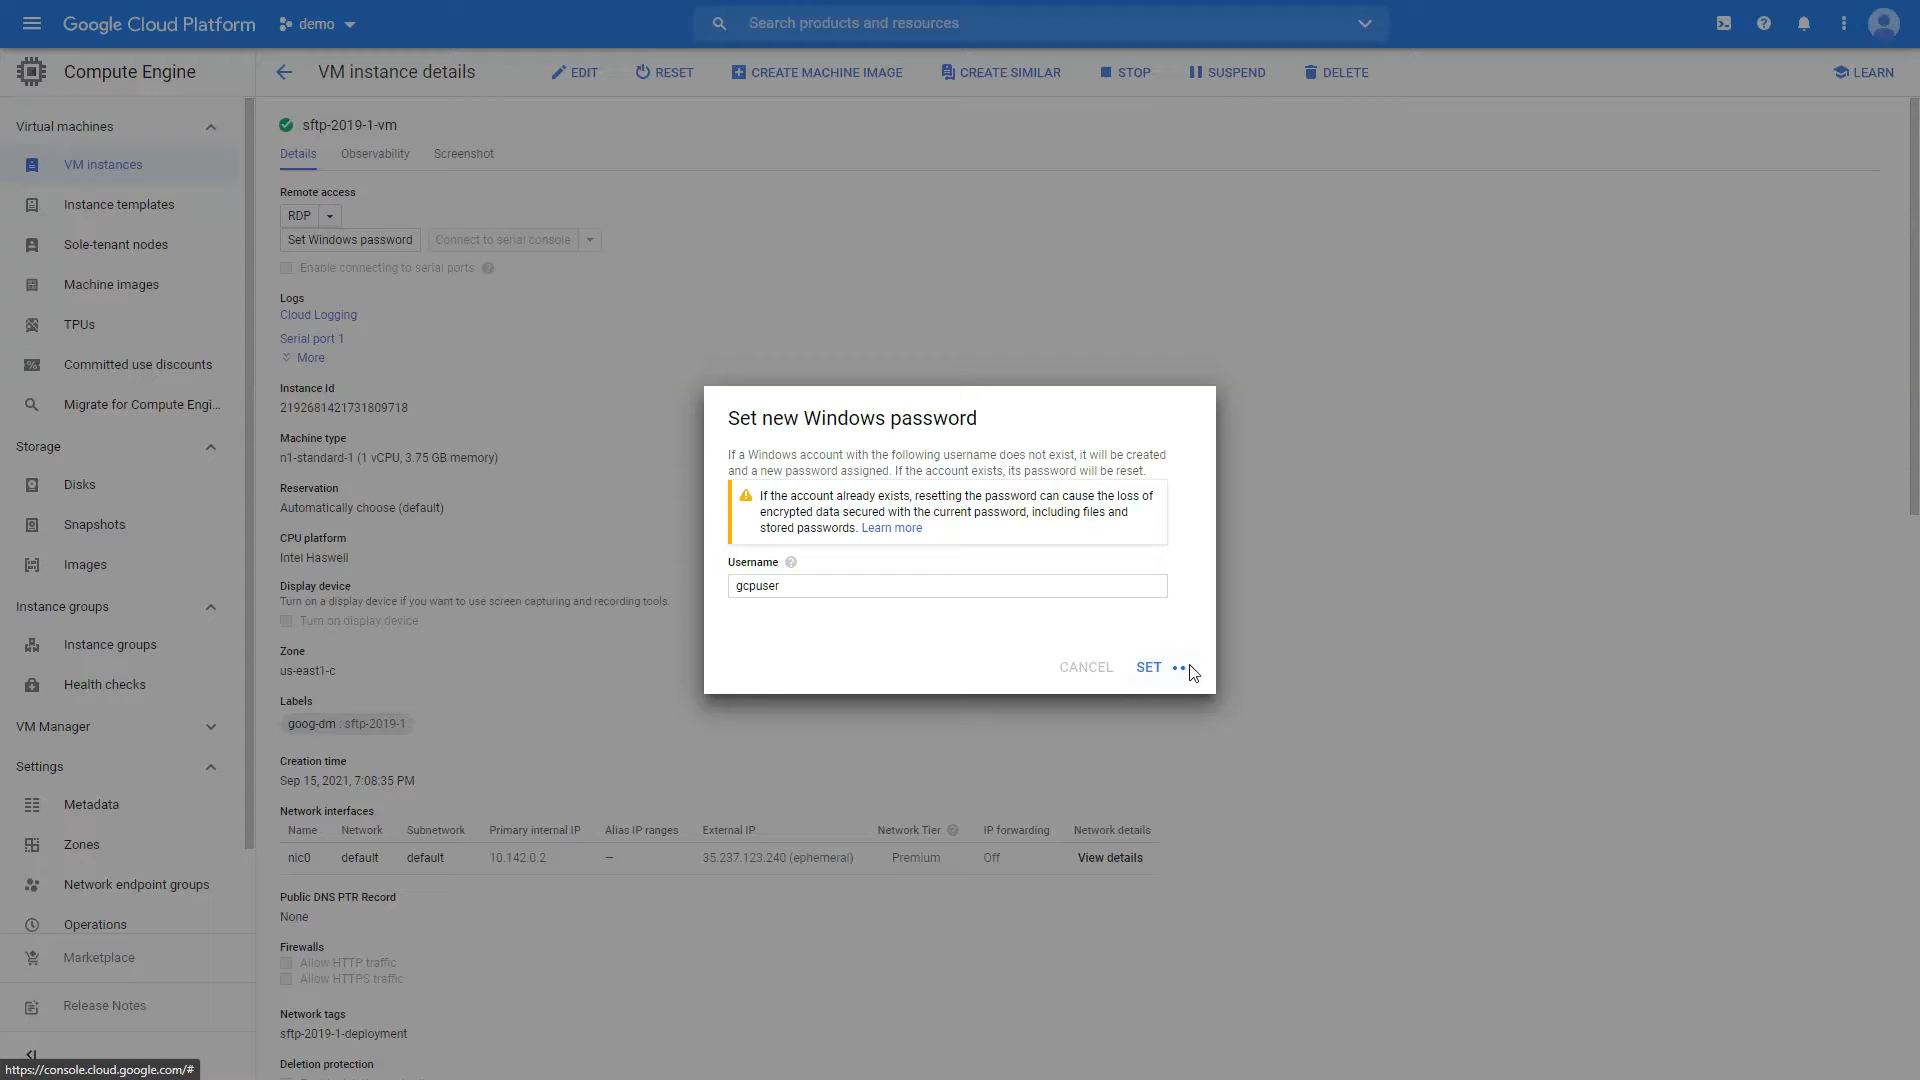 Google Cloud Platform
demo
Search products and resources
Compute Engine
VM instance details
EDIT
RESET
CREATE MACHINE IMAGE
CREATE SIMILAR
STOP
SUSPEND
DELETE
LEARN
Virtual machines
VM instances
Instance templates
Sole-tenant nodes
Machine images
TPUs
Committed use discounts
Migrate for Compute Engi...
Storage
Disks
Snapshots
Images
Instance groups
Instance groups
Health checks
VM Manager
Settings
Metadata
Zones
Network endpoint groups
Operations
Marketplace
Release Notes
https://console.cloud.google.com/#
sftp-2019-1-vm
Details Observability Screenshot
Remote access
RDP
Set Windows password Connect to serial console
Enable connecting to serial ports
Logs
Cloud Logging
Serial port 1
More
Instance Id
2192681421731809718
Machine type
n1-standard-1 (1 vCPU, 3.75 GB memory)
Reservation
Automatically choose (default)
CPU platform
Intel Haswell
Display device
Turn on a display device if you want to use screen capturing and recording tools.
Turn on display device
Zone
us-east1-c
Labels
goog-dm : sftp-2019-1
Creation time
Sep 15, 2021, 7:08:35 PM
Network interfaces
Name Network Subnetwork Primary internal IP Alias IP ranges External IP Network Tier IP forwarding Network details
nic0 default default 10.142.0.2 — 35.237.123.240 (ephemeral) Premium Off View details
Public DNS PTR Record
None
Firewalls
Allow HTTP traffic
Allow HTTPS traffic
Network tags
sftp-2019-1-deployment
Deletion protection
Set new Windows password
If a Windows account with the following username does not exist, it will be created
and a new password assigned. If the account exists, its password will be reset.
If the account already exists, resetting the password can cause the loss of
encrypted data secured with the current password, including files and
stored passwords. Learn more
Username
gcpuser
CANCEL SET